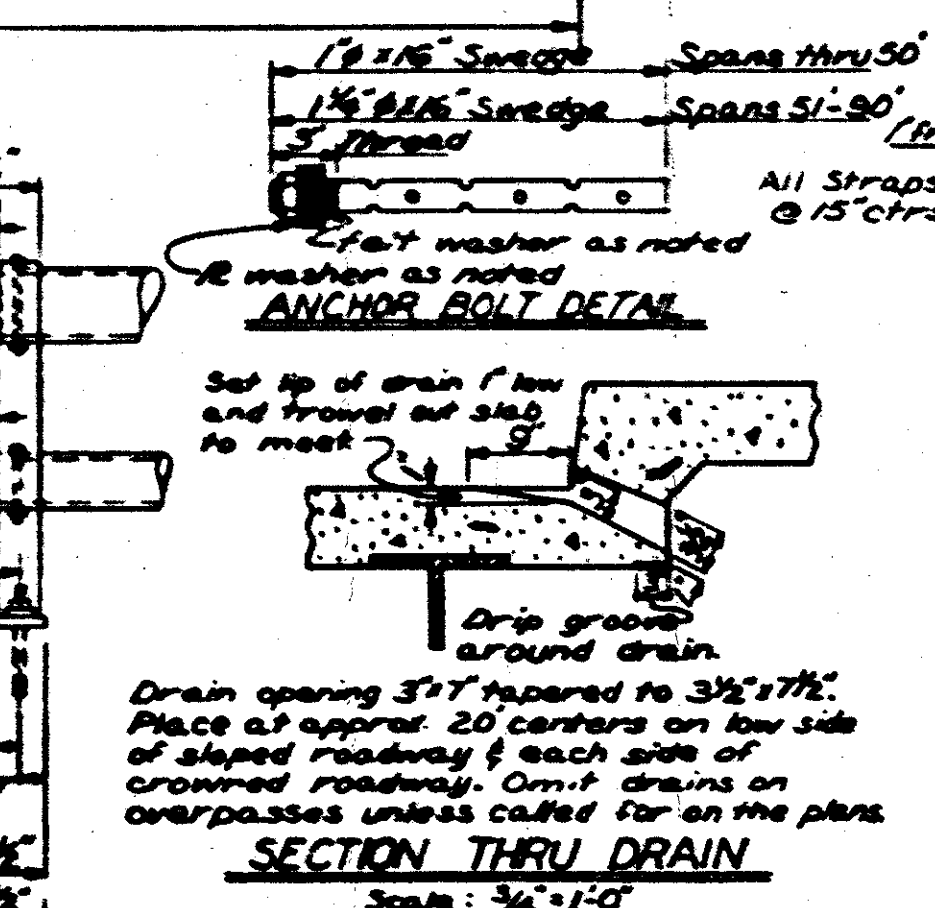 1"ϕ x 16" Swedge Spans thru 50'
1¼"ϕ x 16" Swedge Spans 51'-90'
3" Thread
All Straps
@ 15" ctrs
felt washer as noted
washer as noted
ANCHOR BOLT DETAIL
Set lip of drain 1" low
and trowel out slab
to meet
9"
Drip groove
around drain.
Drain opening 3"x7" tapered to 3½"x7½".
Place at approx. 20' centers on low side
of sloped roadway & each side of
crowned roadway. Omit drains on
overpasses unless called for on the plans.
SECTION THRU DRAIN
Scale: ¾"=1'-0"